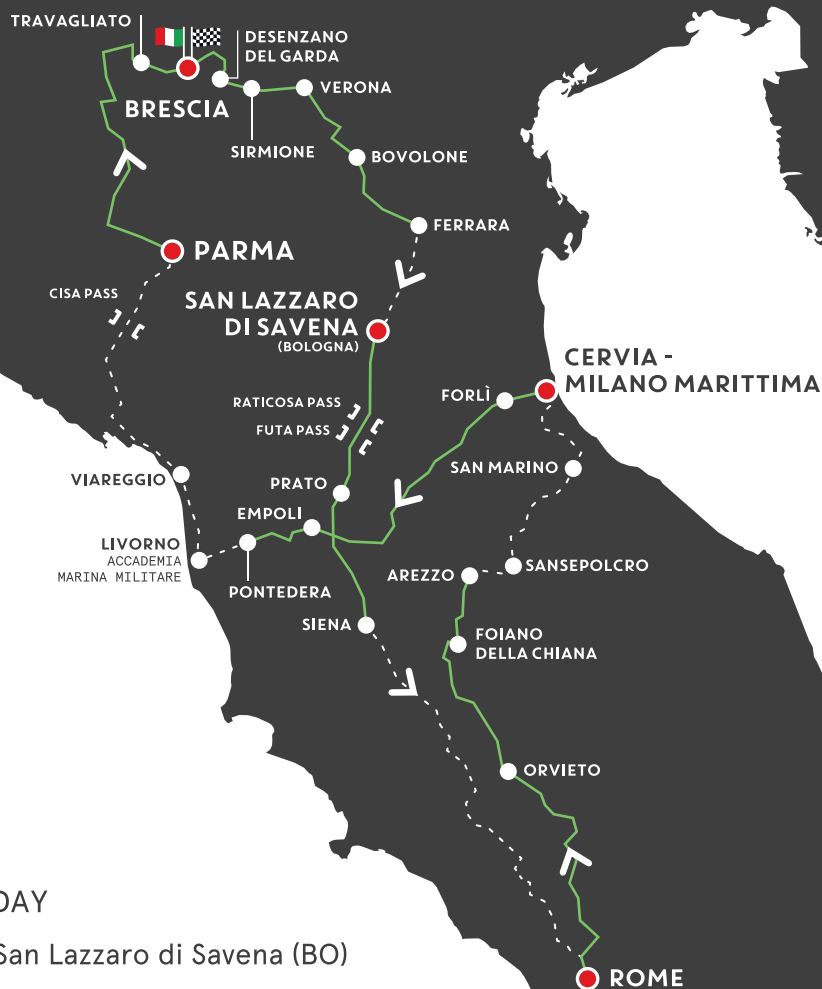 TRAVAGLIATO
DESENZANO
DEL GARDA
BRESCIA
VERONA
SIRMIONE
BOVOLONE
FERRARA
PARMA
CISA PASS
SAN LAZZARO
DI SAVENA
(BOLOGNA)
CERVIA -
MILANO MARITTIMA
FORLÌ
RATICOSA PASS
FUTA PASS
SAN MARINO
VIAREGGIO
PRATO
EMPOLI
LIVORNO
ACCADEMIA
MARINA MILITARE
PONTEDERA
AREZZO
SANSEPOLCRO
SIENA
FOIANO
DELLA CHIANA
ORVIETO
DAY
San Lazzaro di Savena (BO)
ROME